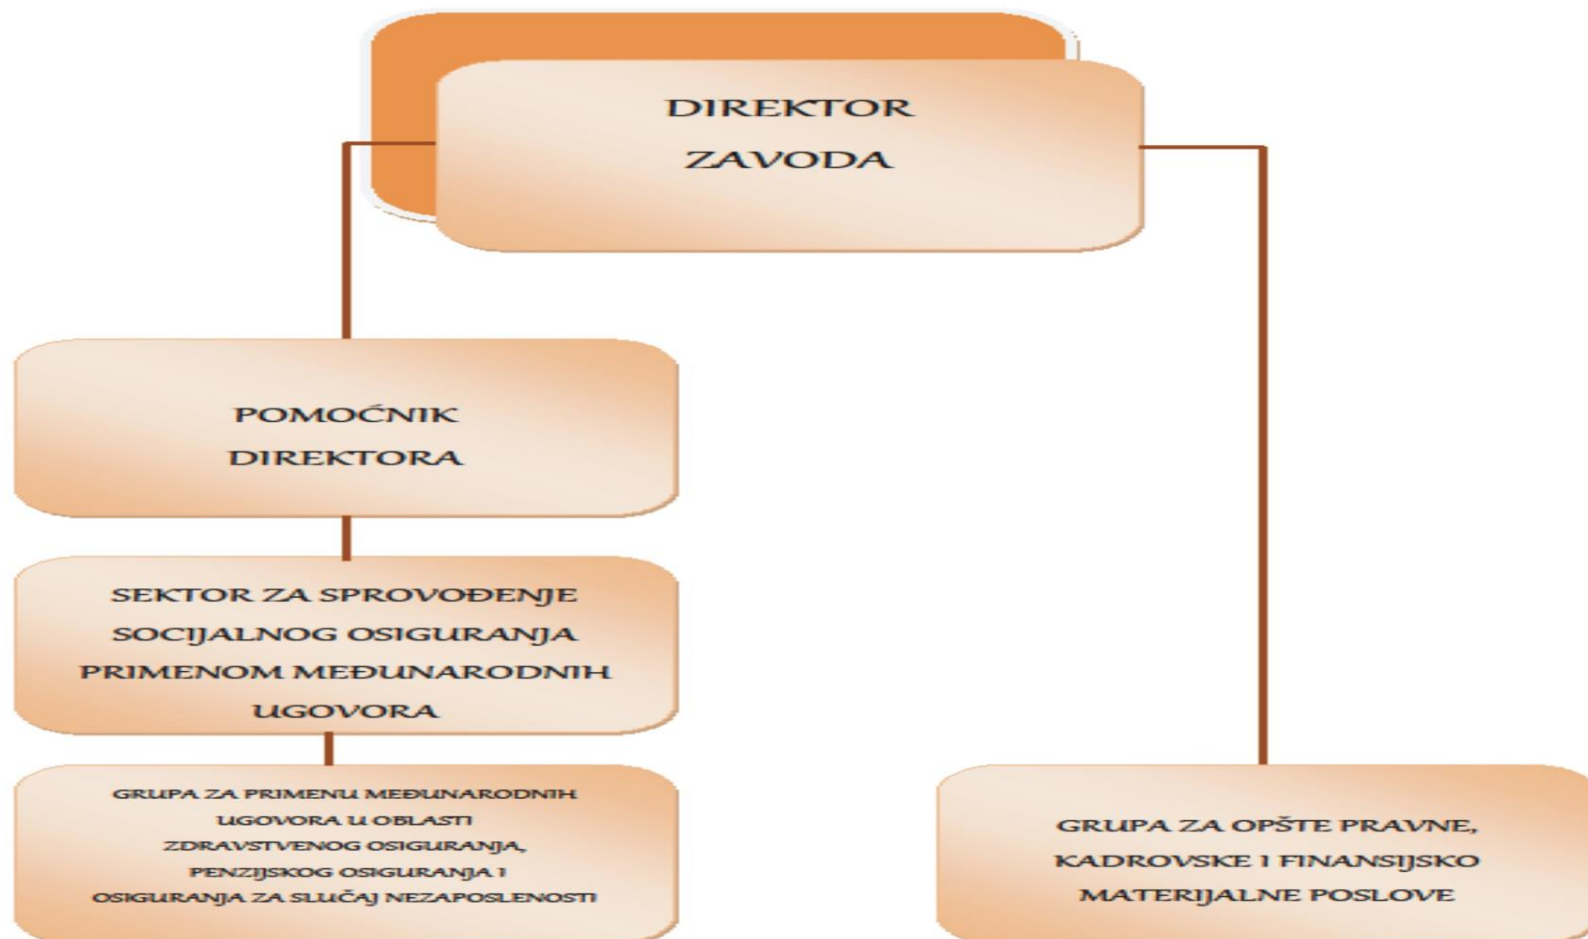 DIREKTOR
ZAVODA
POMOĆNIK
DIREKTORA
SEKTOR ZA SPROVOĐENJE
SOCIJALNOG OSIGURANJA
PRIMENOM MEĐUNARODNIH
UGOVORA
GRUPA ZA PRIMENU MEĐUNARODNIH
UGOVORA U OBLASTI
ZDRAVSTVENOG OSIGURANJA,
PENZIJSKOG OSIGURANJA I
OSIGURANJA ZA SLUČAJ NEZAPOSLENOSTI
GRUPA ZA OPŠTE PRAVNE,
KADROVSKE I FINANSIJSKO
MATERIJALNE POSLOVE